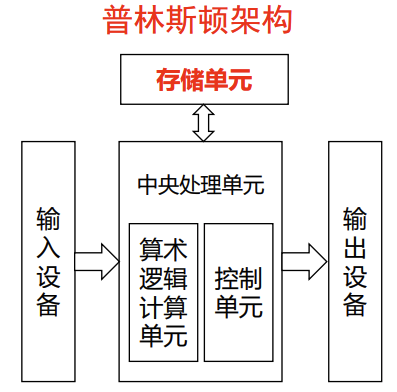 普林斯顿架构
存储单元
中央处理单元
输
入
设
备
算术
逻辑
计算
单元
控制
单元
输
出
设
备